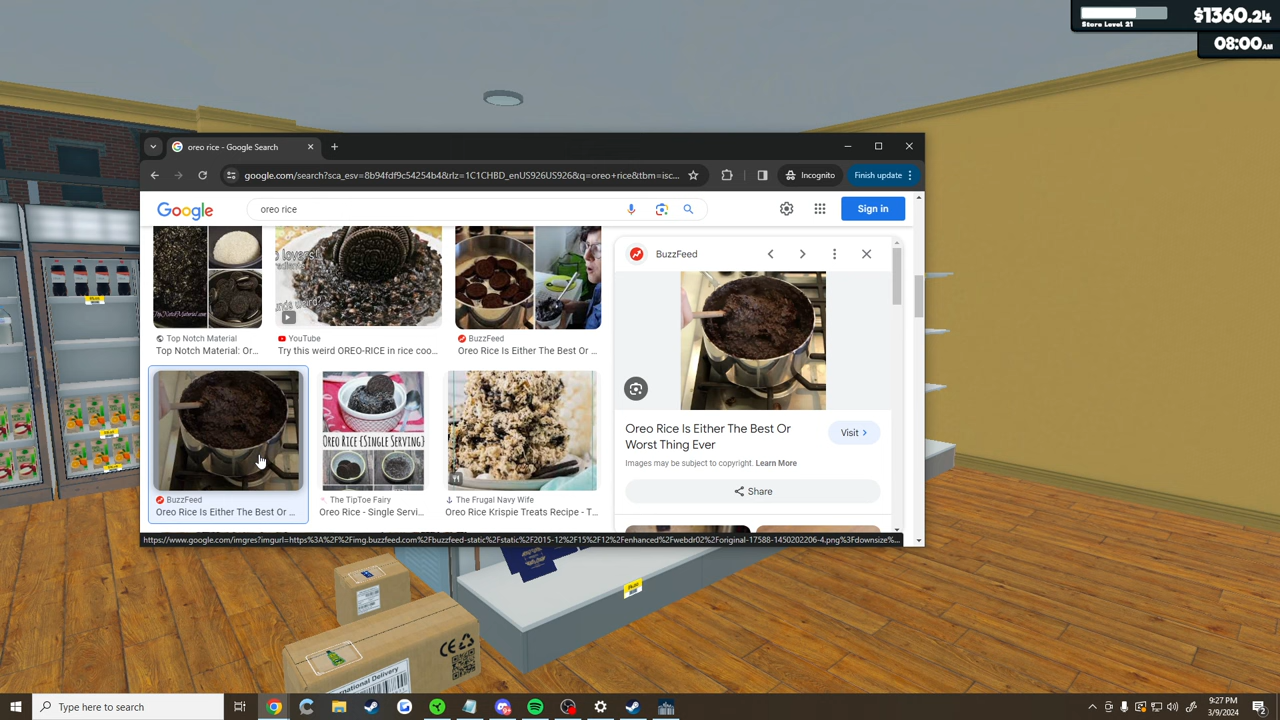 Store Level 21
$1360.24
08:00AM
oreo rice - Google Search
google.com/search?sca_esv=8b94fdf9c54254b4&rlz=1C1CHBD_enUS926US926&q=oreo+rice&tbm=isc...
Incognito
Finish update
Google
oreo rice
Sign in
BuzzFeed
Top Notch Material
Top Notch Material: Or...
YouTube
Try this weird OREO-RICE in rice coo...
BuzzFeed
Oreo Rice Is Either The Best Or ...
Oreo Rice Is Either The Best Or
Worst Thing Ever
Visit
Images may be subject to copyright. Learn More
Share
OREO RICE (SINGLE SERVING)
BuzzFeed
Oreo Rice Is Either The Best Or ...
The TipToe Fairy
Oreo Rice - Single Servi...
The Frugal Navy Wife
Oreo Rice Krispie Treats Recipe - T...
https://www.google.com/imgres?imgurl=https%3A%2F%2Fimg.buzzfeed.com%2Fbuzzfeed-static%2Fstatic%2F2015-12%2F15%2F12%2Fenhanced%2Fwebdr02%2Foriginal-17588-1450202206-4.png%3Fdownsize%...
CE
Type here to search
9:27 PM
3/9/2024
2